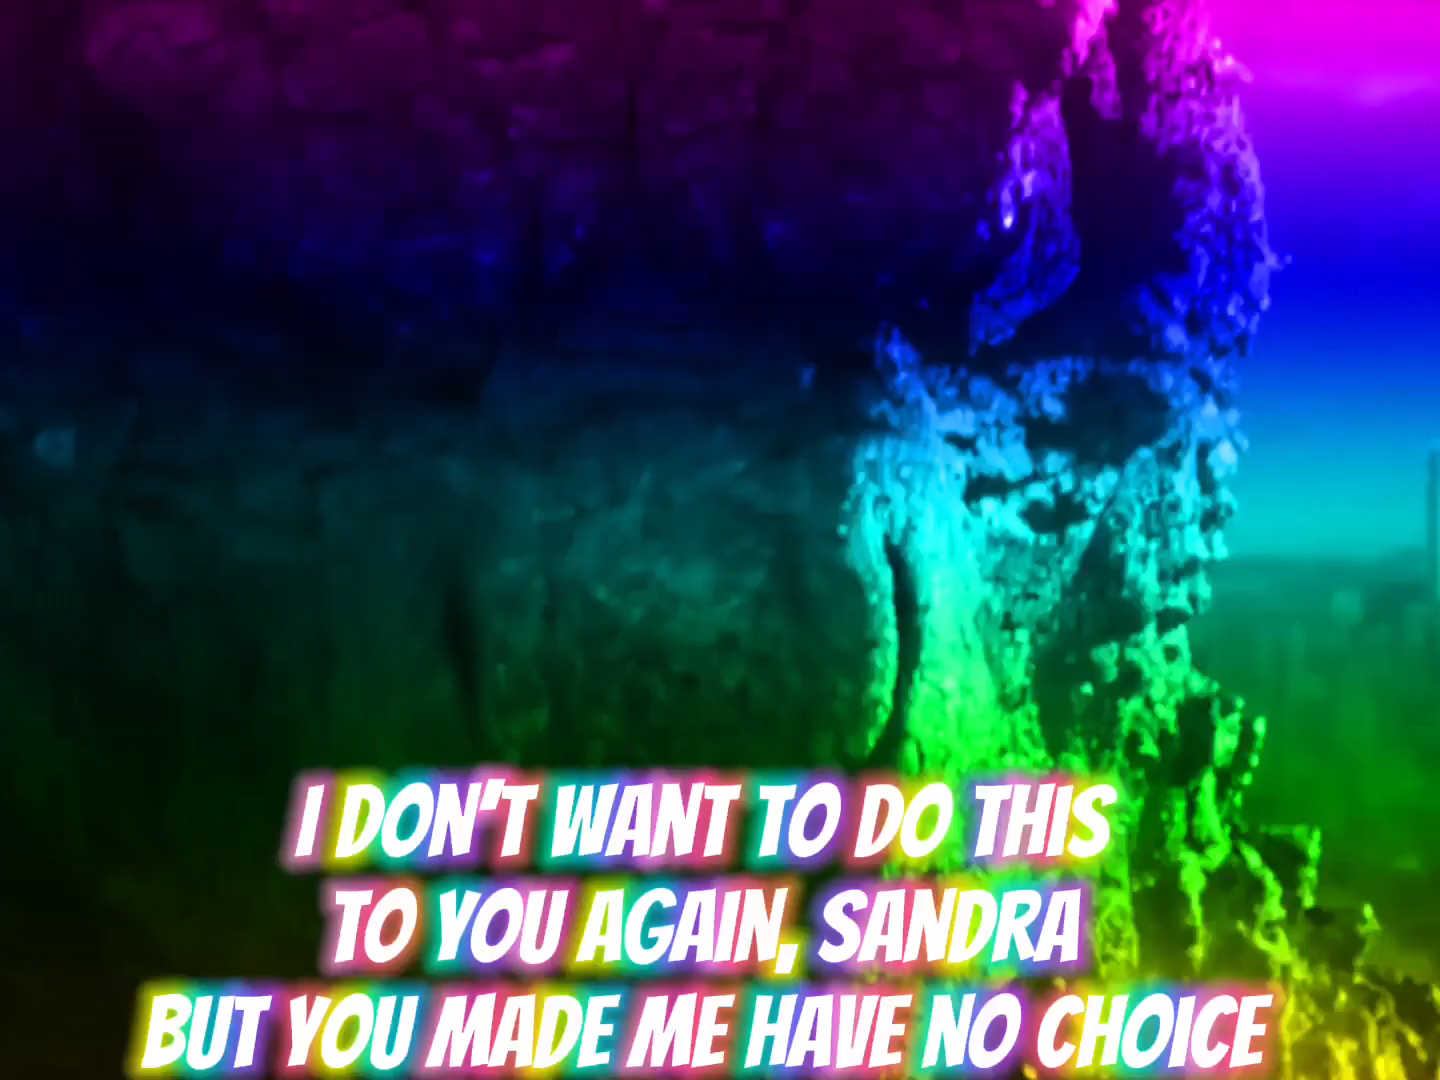 I DON'T WANT TO DO THIS
TO YOU AGAIN, SANDRA
BUT YOU MADE ME HAVE NO CHOICE